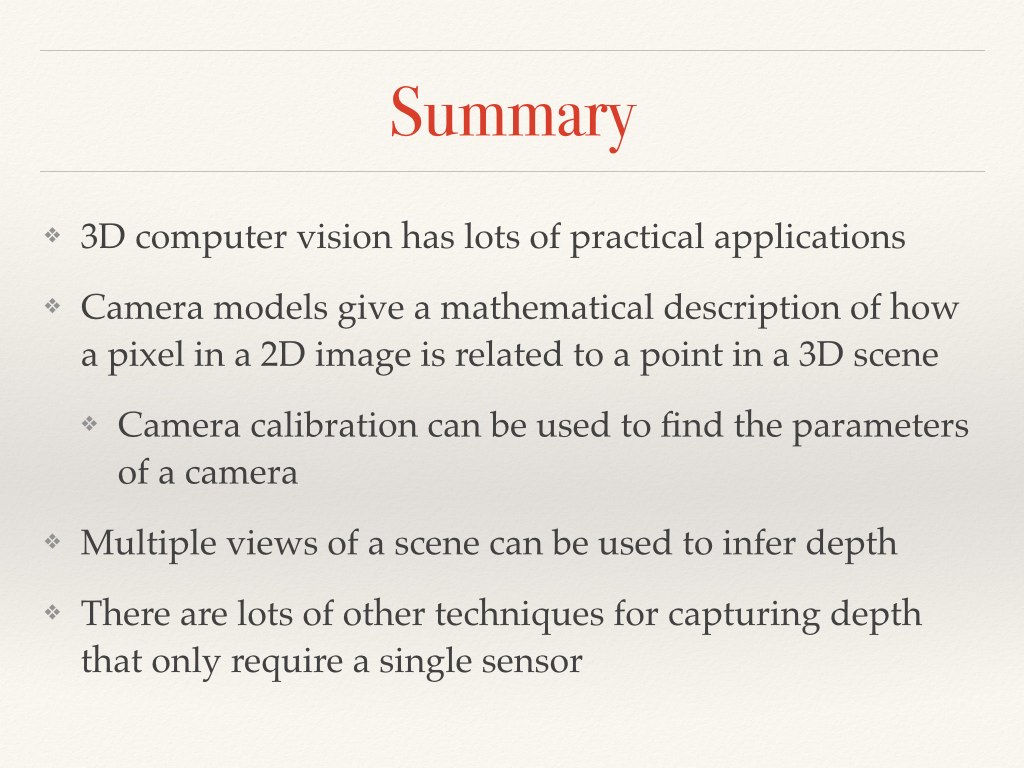 Summary
❖ 3D computer vision has lots of practical applications
❖ Camera models give a mathematical description of how
a pixel in a 2D image is related to a point in a 3D scene
❖ Camera calibration can be used to find the parameters
of a camera
❖ Multiple views of a scene can be used to infer depth
❖ There are lots of other techniques for capturing depth
that only require a single sensor